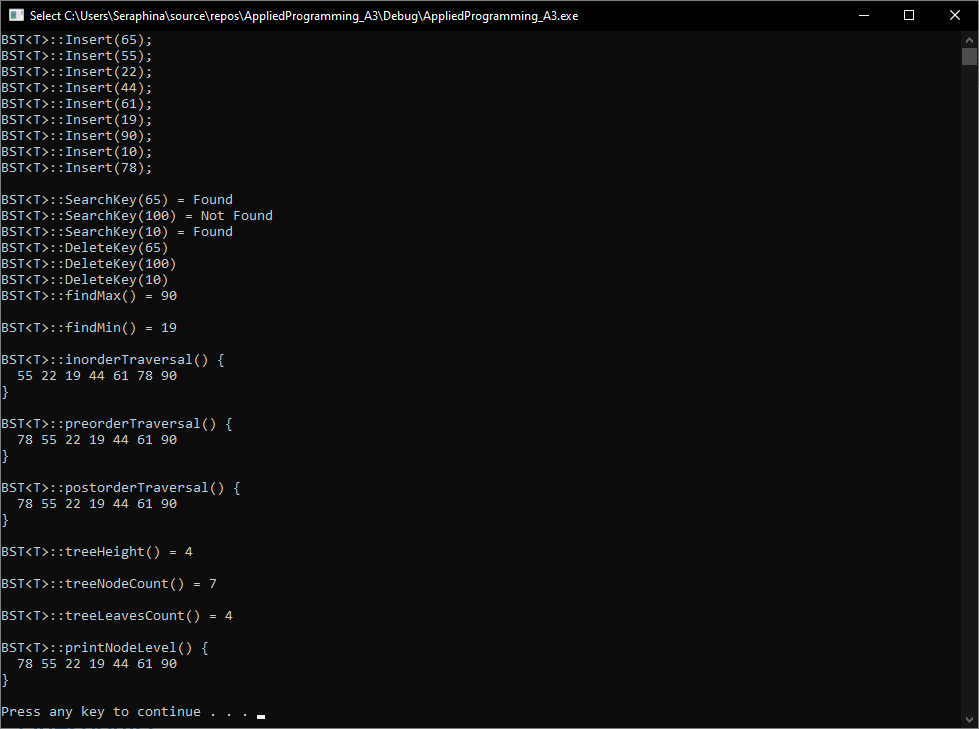 Select C:\Users\Seraphina\source\repos\AppliedProgramming_A3\Debug\AppliedProgramming_A3.exe
BST<T>::Insert(65);
BST<T>::Insert(55);
BST<T>::Insert(22);
BST<T>::Insert(44);
BST<T>::Insert(61);
BST<T>::Insert(19);
BST<T>::Insert(90);
BST<T>::Insert(10);
BST<T>::Insert(78);
BST<T>::SearchKey(65) = Found
BST<T>::SearchKey(100) = Not Found
BST<T>::SearchKey(10) = Found
BST<T>::DeleteKey(65)
BST<T>::DeleteKey(100)
BST<T>::DeleteKey(10)
BST<T>::findMax() = 90
BST<T>::findMin() = 19
BST<T>::inorderTraversal() {
  55 22 19 44 61 78 90
}
BST<T>::preorderTraversal() {
  78 55 22 19 44 61 90
}
BST<T>::postorderTraversal() {
  78 55 22 19 44 61 90
}
BST<T>::treeHeight() = 4
BST<T>::treeNodeCount() = 7
BST<T>::treeLeavesCount() = 4
BST<T>::printNodeLevel() {
  78 55 22 19 44 61 90
}
Press any key to continue . . .